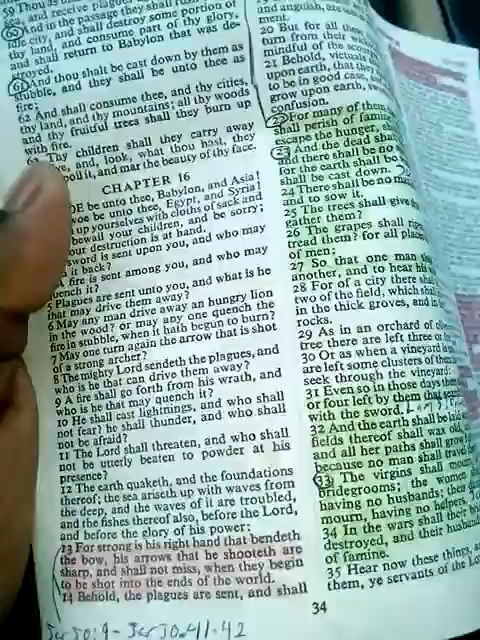 59 Thou as
sea, and receive plagues
60 And in the passage they shall
idle city, and shall destroy some portion of
thy land, and consume part of thy glory,
and shall return to Babylon that was de-
stroyed.
61 And thou shalt be cast down by them as
stubble, and they shall be unto thee as
fire;
62 And shall consume thee, and thy cities,
thy land, and thy mountains; all thy woods
and thy fruitful trees shall they burn up
with fire.
63 Thy children shall they carry away
and, look, what thou hast, they
spoil it, and mar the beauty of thy face.
CHAPTER 16
OE be unto thee, Babylon, and Asia!
woe be unto thee, Egypt, and Syria!
up yourselves with cloths of sack and
bewail your children, and be sorry;
our destruction is at hand.
sword is sent upon you, and who may
it back?
fire is sent among you, and who may
quench it?
Plagues are sent unto you, and what is he
that may drive them away?
6 May any man drive away an hungry lion
in the wood? or may any one quench the
fire in stubble, when it hath begun to burn?
7 May one turn again the arrow that is shot
of a strong archer?
8 The mighty Lord sendeth the plagues, and
who is he that can drive them away?
9 A fire shall go forth from his wrath, and
who is he that may quench it?
10 He shall cast lightnings, and who shall
not fear? he shall thunder, and who shall
not be afraid?
11 The Lord shall threaten, and who shall
not be utterly beaten to powder at his
presence?
12 The earth quaketh, and the foundations
thereof; the sea ariseth up with waves from
the deep, and the waves of it are troubled,
and the fishes thereof also, before the Lord,
and before the glory of his power:
13 For strong is his right hand that bendeth
the bow, his arrows that he shooteth are
sharp, and shall not miss, when they begin
to be shot into the ends of the world.
14 Behold, the plagues are sent, and shall
and anguish, are
ment.
20 But for all these
turn from their wic
mindful of the scour
21 Behold, victuals
upon earth, that they
to be in good case,
grow upon earth, sw
confusion.
22 For many of them
shall perish of famine
escape the hunger, sh
23 And the dead sha
and there shall be no
for the earth shall be
shall be cast down.
24 There shall be no ma
and to sow it.
25 The trees shall give
gather them?
26 The grapes shall rip
tread them? for all place
of men:
27 So that one man
another, and to hear his
28 For of a city there
two of the field, which shall
in the thick groves, and in
rocks.
29 As in an orchard of
tree there are left three or
30 Or as when a vineyard is
are left some clusters of them
seek through the vineyard:
31 Even so in those days
or four left by them that sear
with the sword.
32 And the earth shall be laid
fields thereof shall wax old,
and all her paths shall grow
because no man shall travel
33 The virgins shall mourn,
bridegrooms; the women
having no husbands; their
mourn, having no helpers.
34 In the wars shall their
destroyed, and their husban
of famine.
35 Hear now these things, a
them, ye servants of the Lo
34
Jer 50:9 - Jer 50:41-42